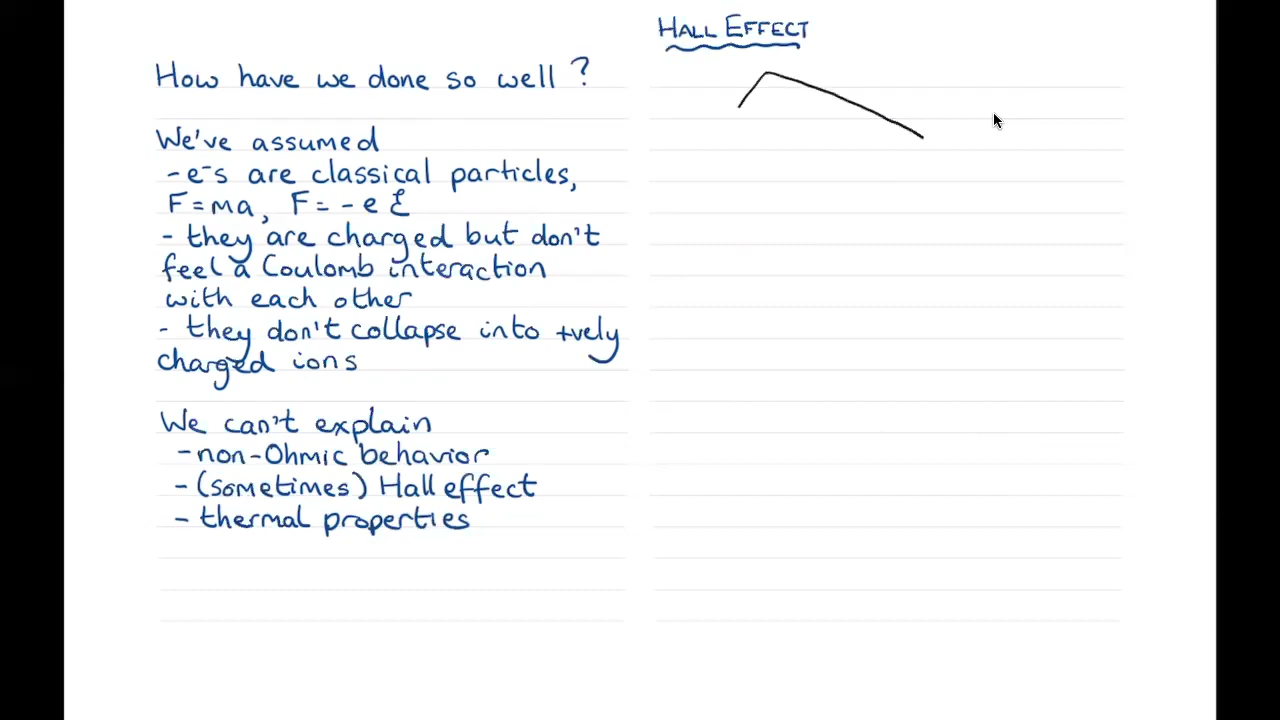 How have we done so well ?
We've assumed
- e⁻s are classical particles,
F = ma, F = - e ℰ
- they are charged but don't
feel a Coulomb interaction
with each other
- they don't collapse into +vely
charged ions
We can't explain
- non-Ohmic behavior
- (sometimes) Hall effect
- thermal properties
HALL EFFECT